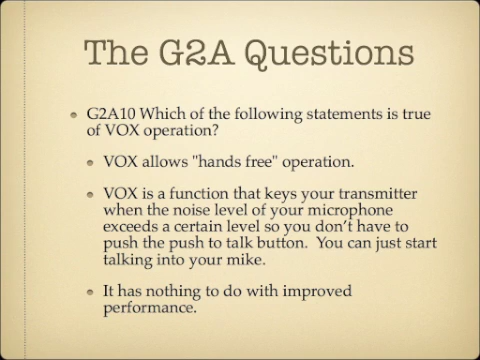 The G2A Questions
G2A10 Which of the following statements is true
of VOX operation?
VOX allows "hands free" operation.
VOX is a function that keys your transmitter
when the noise level of your microphone
exceeds a certain level so you don't have to
push the push to talk button.  You can just start
talking into your mike.
It has nothing to do with improved
performance.